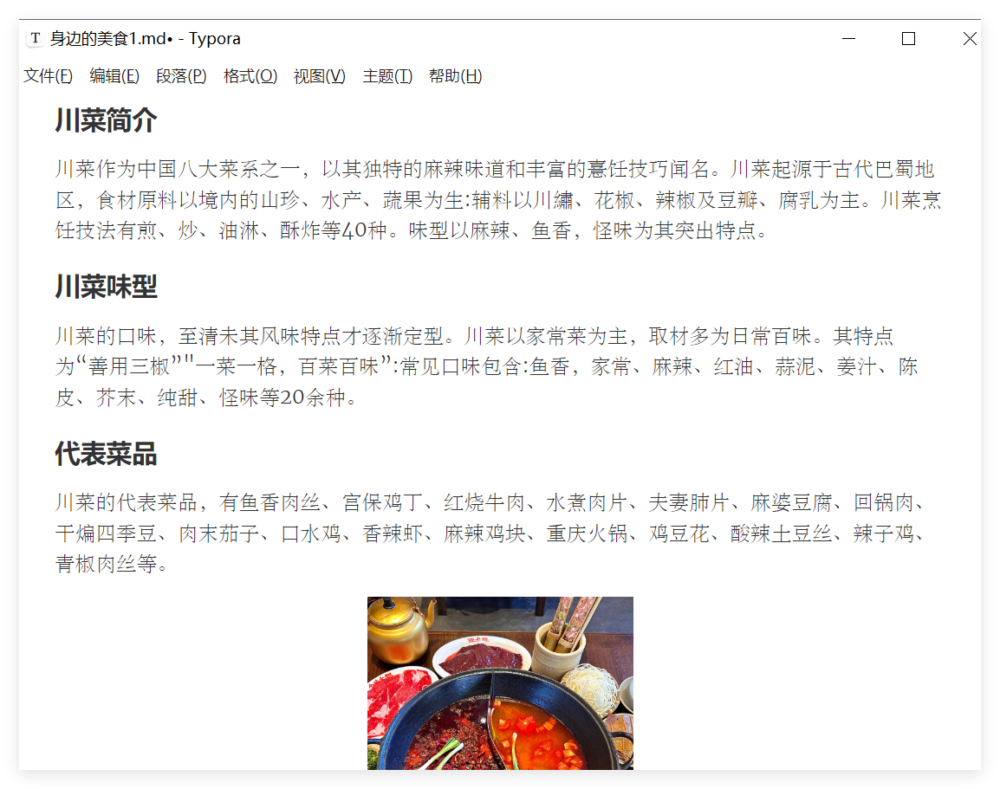 T 身边的美食1.md• - Typora
文件(F) 编辑(E) 段落(P) 格式(O) 视图(V) 主题(T) 帮助(H)
川菜简介
川菜作为中国八大菜系之一，以其独特的麻辣味道和丰富的憙饪技巧闻名。川菜起源于古代巴蜀地
区，食材原料以境内的山珍、水产、蔬果为生:辅料以川繡、花椒、辣椒及豆瓣、腐乳为主。川菜烹
饪技法有煎、炒、油淋、酥炸等40种。味型以麻辣、鱼香，怪味为其突出特点。
川菜味型
川菜的口味，至清未其风味特点才逐渐定型。川菜以家常菜为主，取材多为日常百味。其特点
为“善用三椒”"一菜一格，百菜百味”:常见口味包含:鱼香，家常、麻辣、红油、蒜泥、姜汁、陈
皮、芥末、纯甜、怪味等20余种。
代表菜品
川菜的代表菜品，有鱼香肉丝、宫保鸡丁、红烧牛肉、水煮肉片、夫妻肺片、麻婆豆腐、回锅肉、
干煸四季豆、肉末茄子、口水鸡、香辣虾、麻辣鸡块、重庆火锅、鸡豆花、酸辣土豆丝、辣子鸡、
青椒肉丝等。